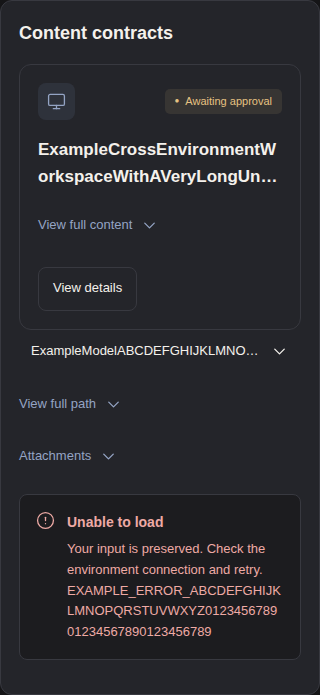 Content contracts
Awaiting approval
ExampleCrossEnvironmentW
orkspaceWithAVeryLongUn…
View full content
View details
ExampleModelABCDEFGHIJKLMNO…
View full path
Attachments
Unable to load
Your input is preserved. Check the
environment connection and retry.
EXAMPLE_ERROR_ABCDEFGHIJK
LMNOPQRSTUVWXYZ0123456789
01234567890123456789